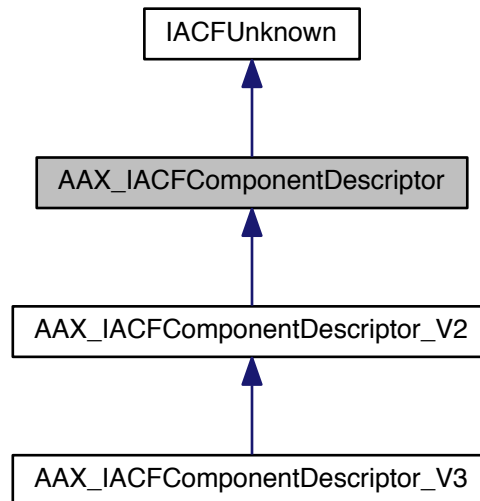 IACFUnknown
AAX_IACFComponentDescriptor
AAX_IACFComponentDescriptor_V2
AAX_IACFComponentDescriptor_V3